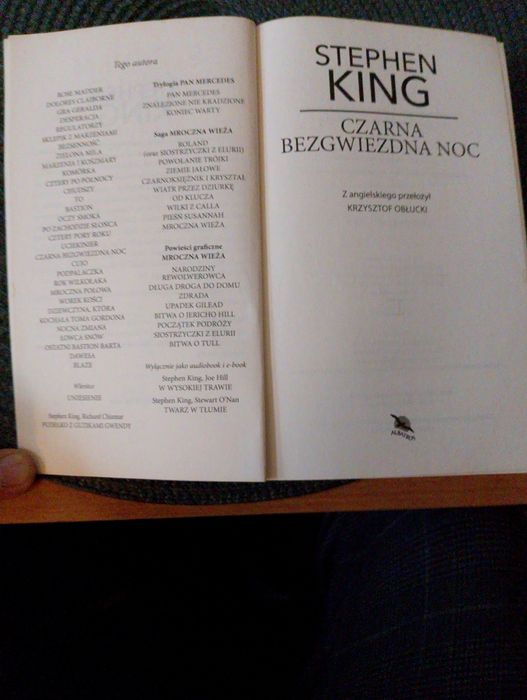 Tego autora
ROSE MADDER
DOLORES CLAIBORNE
GRA GERALDA
DESPERACJA
REGULATORZY
SKLEPIK Z MARZENIAMI
BEZSENNOŚĆ
ZIELONA MILA
MARZENIA I KOSZMARY
KOMÓRKA
CZTERY PO PÓŁNOCY
CHUDSZY
TO
BASTION
OCZY SMOKA
PO ZACHODZIE SŁOŃCA
CZTERY PORY ROKU
UCIEKINIER
CZARNA BEZGWIEZDNA NOC
CUJO
PODPALACZKA
ROK WILKOŁAKA
MROCZNA POŁOWA
WOREK KOŚCI
DZIEWCZYNA, KTÓRA
KOCHAŁA TOMA GORDONA
NOCNA ZMIANA
ŁOWCA SNÓW
OSTATNI BASTION BARTA
DAWESA
BLAZE
Wkrótce
UNIESIENIE
Stephen King, Richard Chizmar
PUDEŁKO Z GUZIKAMI GWENDY
Trylogia PAN MERCEDES
PAN MERCEDES
ZNALEZIONE NIE KRADZIONE
KONIEC WARTY
Saga MROCZNA WIEŻA
ROLAND
(oraz SIOSTRZYCZKI Z ELURII)
POWOŁANIE TRÓJKI
ZIEMIE JAŁOWE
CZARNOKSIĘŻNIK I KRYSZTAŁ
WIATR PRZEZ DZIURKĘ
OD KLUCZA
WILKI Z CALLA
PIEŚŃ SUSANNAH
MROCZNA WIEŻA
Powieści graficzne
MROCZNA WIEŻA
NARODZINY
REWOLWEROWCA
DŁUGA DROGA DO DOMU
ZDRADA
UPADEK GILEAD
BITWA O JERICHO HILL
POCZĄTEK PODRÓŻY
SIOSTRZYCZKI Z ELURII
BITWA O TULL
Wyłącznie jako audiobook i e-book
Stephen King, Joe Hill
W WYSOKIEJ TRAWIE
Stephen King, Stewart O'Nan
TWARZ W TŁUMIE
STEPHEN
KING
CZARNA
BEZGWIEZDNA NOC
Z angielskiego przełożył
KRZYSZTOF OBŁUCKI
ALBATROS